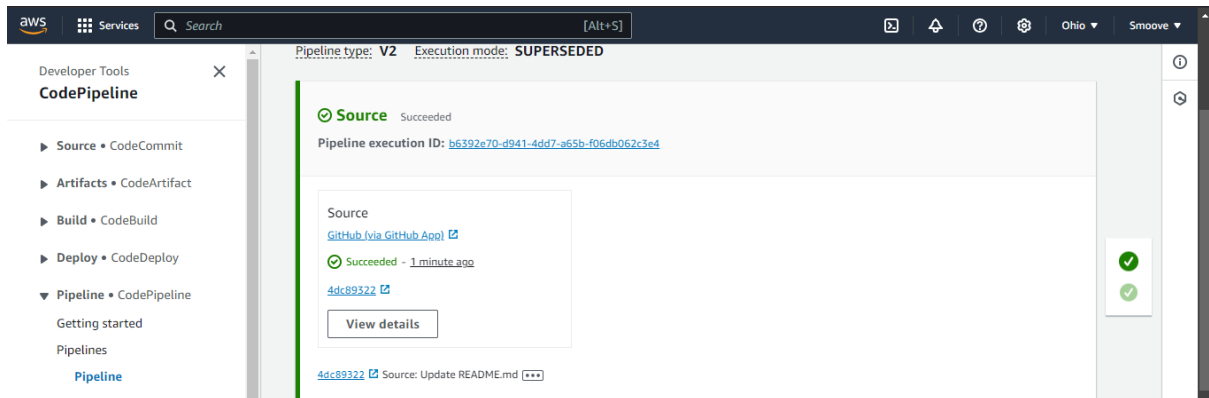 aws Services Search [Alt+S] Ohio Smoove
Developer Tools
CodePipeline
Source • CodeCommit
Artifacts • CodeArtifact
Build • CodeBuild
Deploy • CodeDeploy
Pipeline • CodePipeline
Getting started
Pipelines
Pipeline
Pipeline type: V2 Execution mode: SUPERSEDED
Source Succeeded
Pipeline execution ID: b6392e70-d941-4dd7-a65b-f06db062c3e4
Source
GitHub (via GitHub App)
Succeeded - 1 minute ago
4dc89322
View details
4dc89322 Source: Update README.md